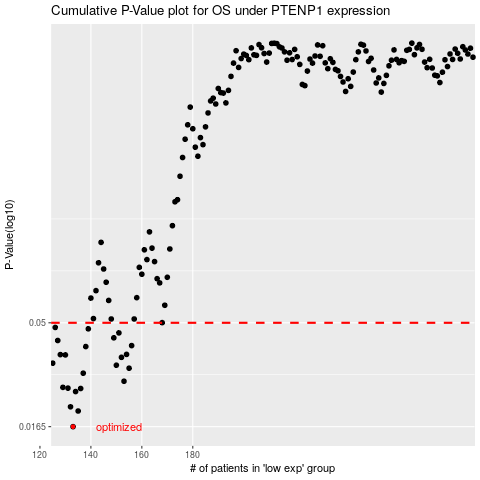 Cumulative P-Value plot for OS under PTENP1 expression
P-Value(log10)
0.05
0.0165
optimized
120 140 160 180
# of patients in 'low exp' group